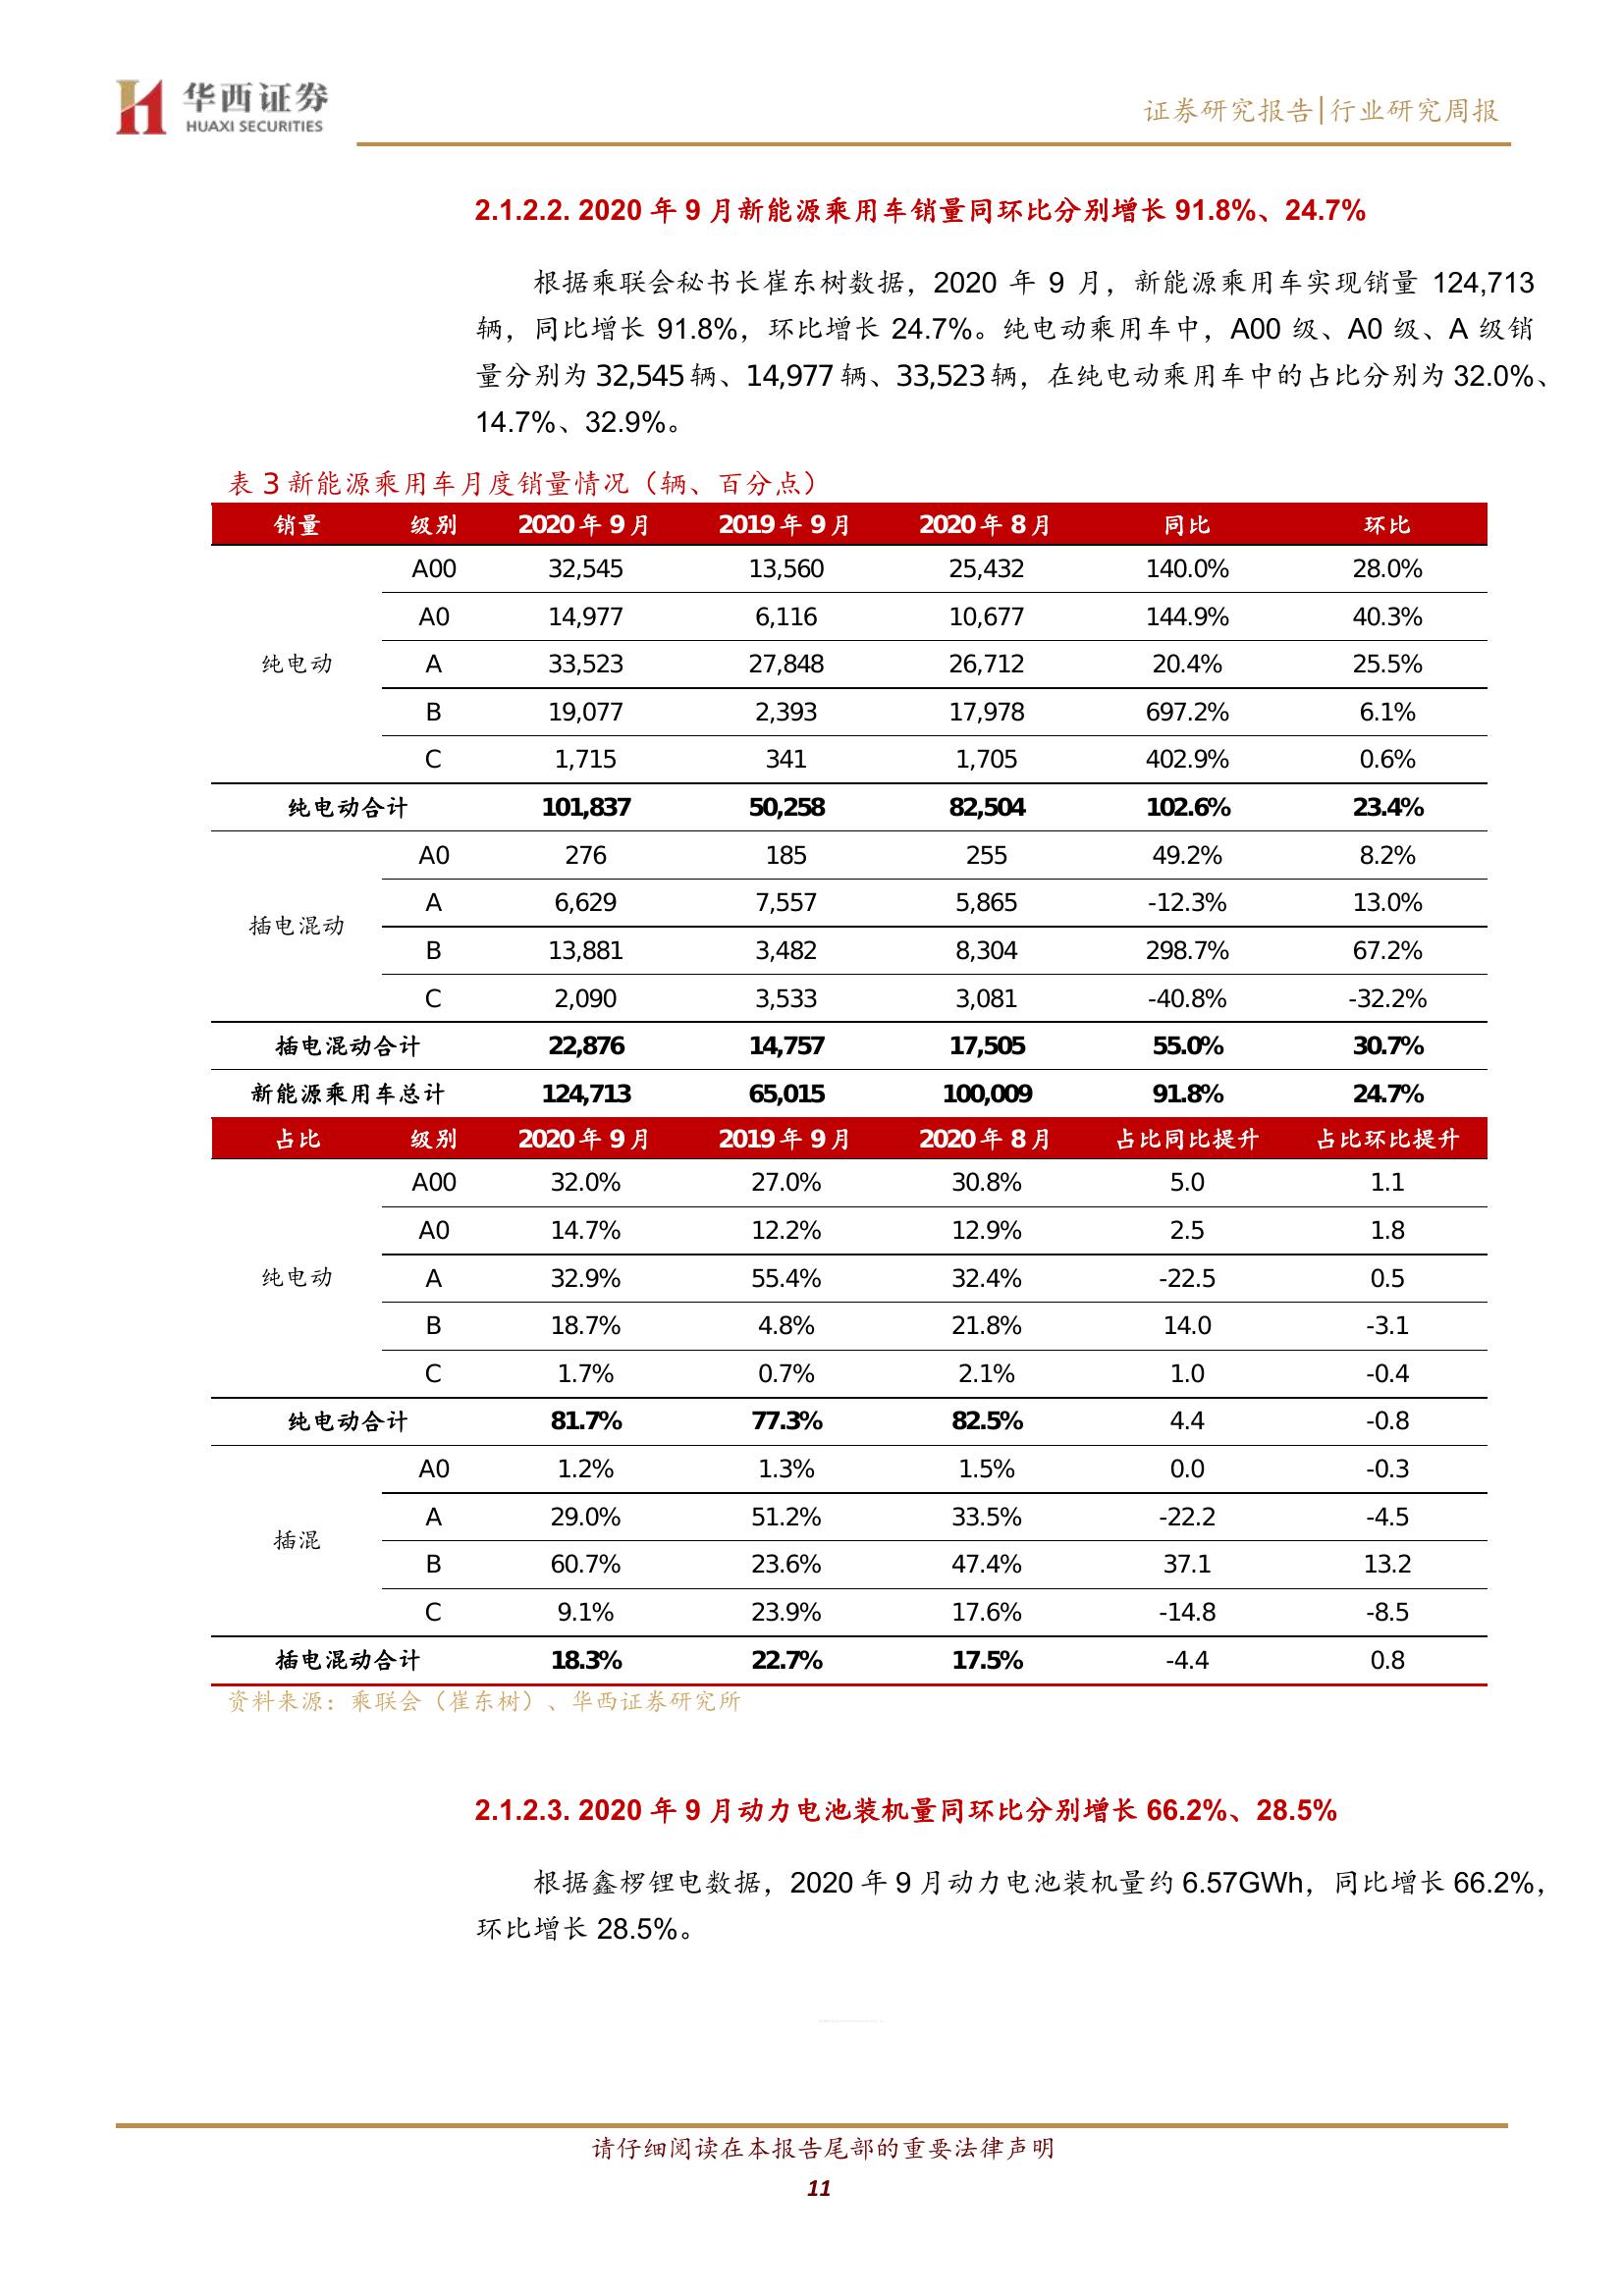 华西证券
HUAXI SECURITIES
证券研究报告|行业研究周报
2.1.2.2. 2020 年 9 月新能源乘用车销量同环比分别增长 91.8%、24.7%
根据乘联会秘书长崔东树数据，2020 年 9 月，新能源乘用车实现销量 124,713
辆，同比增长 91.8%，环比增长 24.7%。纯电动乘用车中，A00 级、A0 级、A 级销
量分别为 32,545 辆、14,977 辆、33,523 辆，在纯电动乘用车中的占比分别为 32.0%、
14.7%、32.9%。
表 3 新能源乘用车月度销量情况（辆、百分点）
销量 级别 2020 年 9 月 2019 年 9 月 2020 年 8 月 同比 环比
A00 32,545 13,560 25,432 140.0% 28.0%
A0 14,977 6,116 10,677 144.9% 40.3%
纯电动 A 33,523 27,848 26,712 20.4% 25.5%
B 19,077 2,393 17,978 697.2% 6.1%
C 1,715 341 1,705 402.9% 0.6%
纯电动合计 101,837 50,258 82,504 102.6% 23.4%
A0 276 185 255 49.2% 8.2%
A 6,629 7,557 5,865 -12.3% 13.0%
插电混动
B 13,881 3,482 8,304 298.7% 67.2%
C 2,090 3,533 3,081 -40.8% -32.2%
插电混动合计 22,876 14,757 17,505 55.0% 30.7%
新能源乘用车总计 124,713 65,015 100,009 91.8% 24.7%
占比 级别 2020 年 9 月 2019 年 9 月 2020 年 8 月 占比同比提升 占比环比提升
A00 32.0% 27.0% 30.8% 5.0 1.1
A0 14.7% 12.2% 12.9% 2.5 1.8
纯电动 A 32.9% 55.4% 32.4% -22.5 0.5
B 18.7% 4.8% 21.8% 14.0 -3.1
C 1.7% 0.7% 2.1% 1.0 -0.4
纯电动合计 81.7% 77.3% 82.5% 4.4 -0.8
A0 1.2% 1.3% 1.5% 0.0 -0.3
A 29.0% 51.2% 33.5% -22.2 -4.5
插混
B 60.7% 23.6% 47.4% 37.1 13.2
C 9.1% 23.9% 17.6% -14.8 -8.5
插电混动合计 18.3% 22.7% 17.5% -4.4 0.8
资料来源：乘联会（崔东树）、华西证券研究所
2.1.2.3. 2020 年 9 月动力电池装机量同环比分别增长 66.2%、28.5%
根据鑫椤锂电数据，2020 年 9 月动力电池装机量约 6.57GWh，同比增长 66.2%，
环比增长 28.5%。
请仔细阅读在本报告尾部的重要法律声明
11